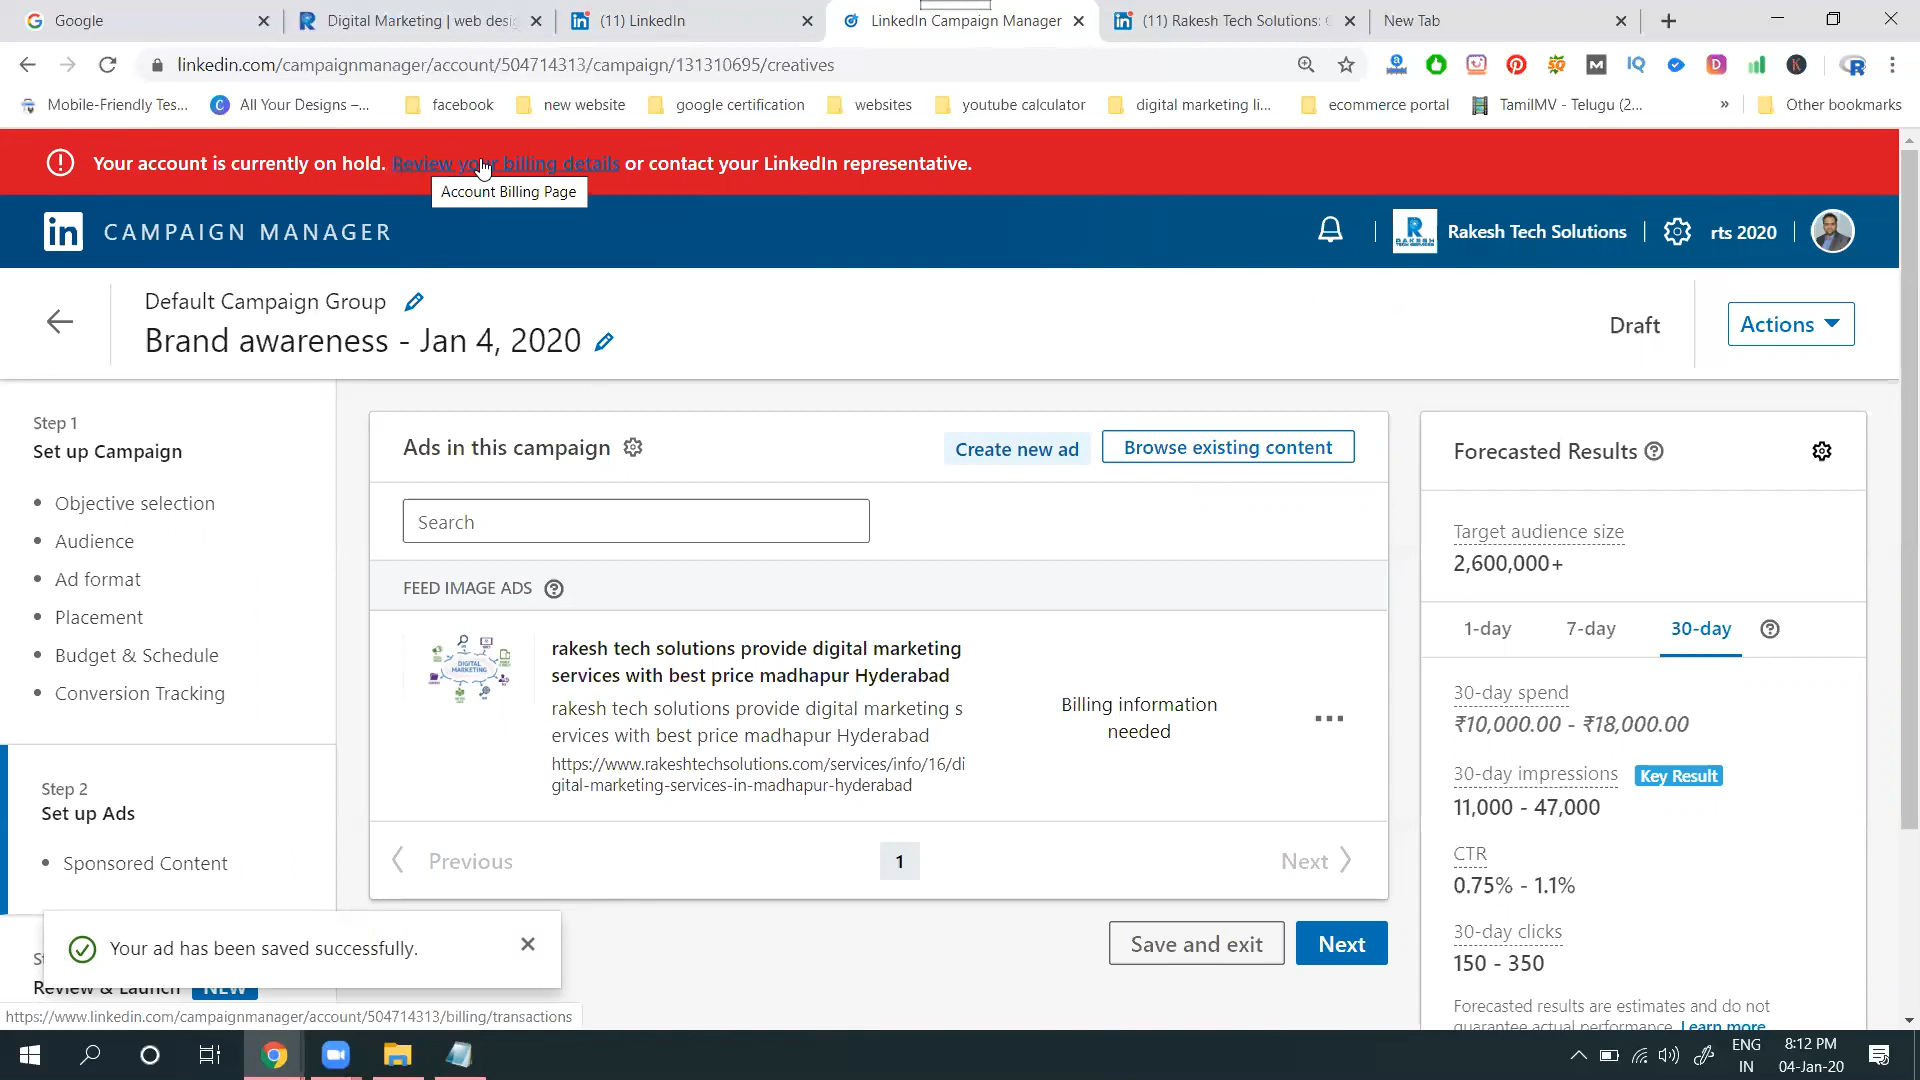 Google
Digital Marketing | web desig
(11) LinkedIn
LinkedIn Campaign Manager
(11) Rakesh Tech Solutions:
New Tab
linkedin.com/campaignmanager/account/504714313/campaign/131310695/creatives
Mobile-Friendly Tes...
All Your Designs –...
facebook
new website
google certification
websites
youtube calculator
digital marketing li...
ecommerce portal
TamilMV - Telugu (2...
»
Other bookmarks
Your account is currently on hold. Review your billing details or contact your LinkedIn representative.
Account Billing Page
in CAMPAIGN MANAGER
Rakesh Tech Solutions
rts 2020
Default Campaign Group
Brand awareness - Jan 4, 2020
Draft
Actions
Step 1
Set up Campaign
• Objective selection
• Audience
• Ad format
• Placement
• Budget & Schedule
• Conversion Tracking
Step 2
Set up Ads
• Sponsored Content
Review & Launch NEW
Ads in this campaign
Create new ad
Browse existing content
Search
FEED IMAGE ADS
DIGITAL
MARKETING
rakesh tech solutions provide digital marketing
services with best price madhapur Hyderabad
rakesh tech solutions provide digital marketing s
ervices with best price madhapur Hyderabad
https://www.rakeshtechsolutions.com/services/info/16/di
gital-marketing-services-in-madhapur-hyderabad
Billing information
needed
Previous
1
Next
Save and exit
Next
Forecasted Results
Target audience size
2,600,000+
1-day
7-day
30-day
30-day spend
₹10,000.00 - ₹18,000.00
30-day impressions Key Result
11,000 - 47,000
CTR
0.75% - 1.1%
30-day clicks
150 - 350
Forecasted results are estimates and do not
guarantee actual performance. Learn more
Your ad has been saved successfully.
https://www.linkedin.com/campaignmanager/account/504714313/billing/transactions
ENG
IN
8:12 PM
04-Jan-20